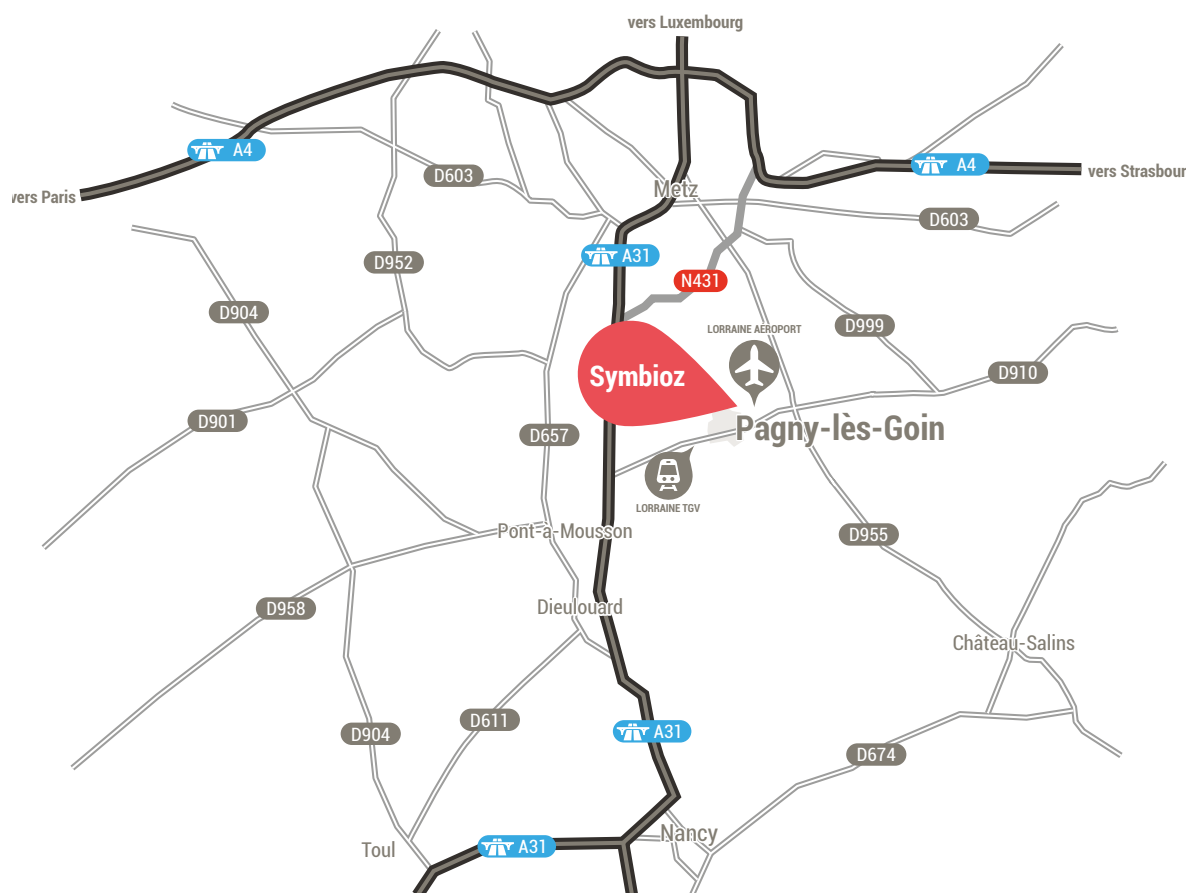 vers Luxembourg
A4
A4
D603
vers Strasbour
vers Paris
Metz
D603
A31
D952
N431
D904
D999
LORRAINE AEROPORT
D910
Symbioz
D901
D657
Pagny-lès-Goin
LORRAINE TGV
Pont-a-Mousson
D955
D958
Dieulouard
Château-Salins
D611
D904
A31
D674
Nancy
A31
Toul